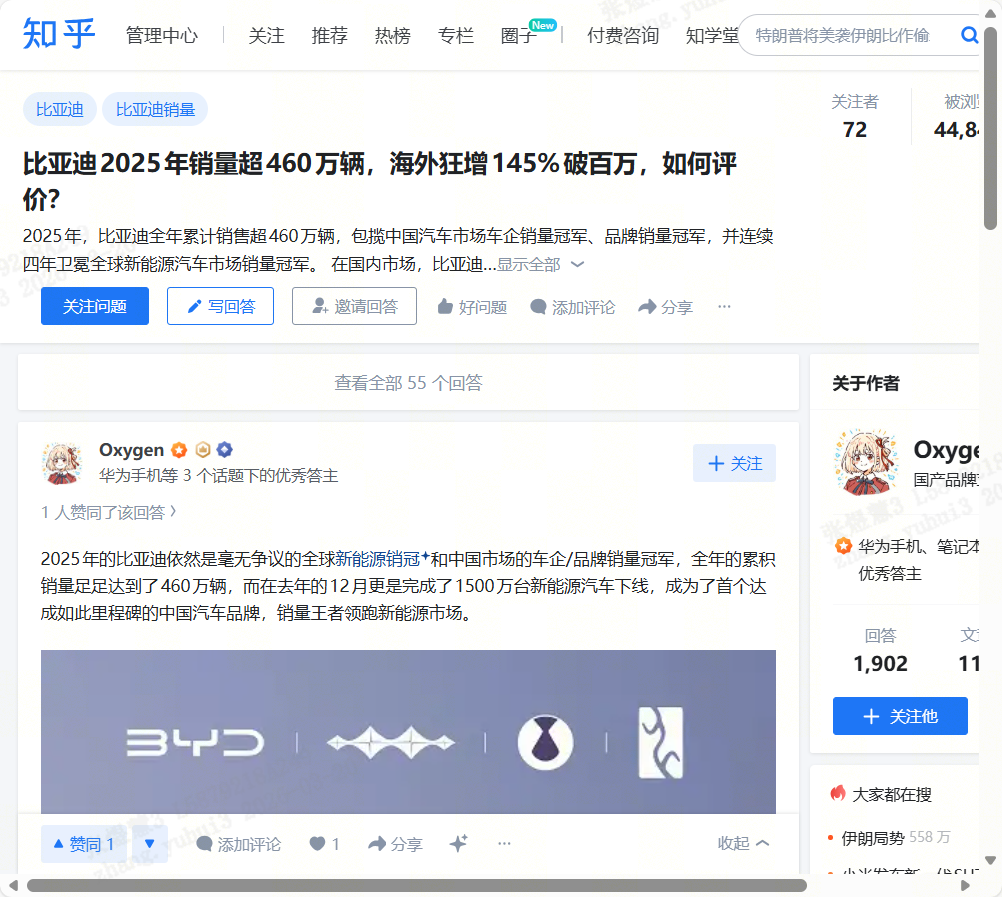 知乎
管理中心 关注 推荐 热榜 专栏 圈子 New 付费咨询 知学堂 特朗普将美袭伊朗比作偷
比亚迪 比亚迪销量
关注者 被浏
72 44,8
比亚迪2025年销量超460万辆，海外狂增145%破百万，如何评
价？
2025年，比亚迪全年累计销售超460万辆，包揽中国汽车市场车企销量冠军、品牌销量冠军，并连续
四年卫冕全球新能源汽车市场销量冠军。 在国内市场，比亚迪...显示全部
关注问题 写回答 邀请回答 好问题 添加评论 分享 ···
查看全部 55 个回答
Oxygen
华为手机等 3 个话题下的优秀答主
+ 关注
1 人赞同了该回答
2025年的比亚迪依然是毫无争议的全球新能源销冠和中国市场的车企/品牌销量冠军，全年的累积
销量足足达到了460万辆，而在去年的12月更是完成了1500万台新能源汽车下线，成为了首个达
成如此里程碑的中国汽车品牌，销量王者领跑新能源市场。
BYD
赞同 1 添加评论 1 分享 ··· 收起
关于作者
Oxyge
国产品牌
华为手机、笔记本
优秀答主
回答 文
1,902 11
+ 关注他
大家都在搜
伊朗局势 558 万